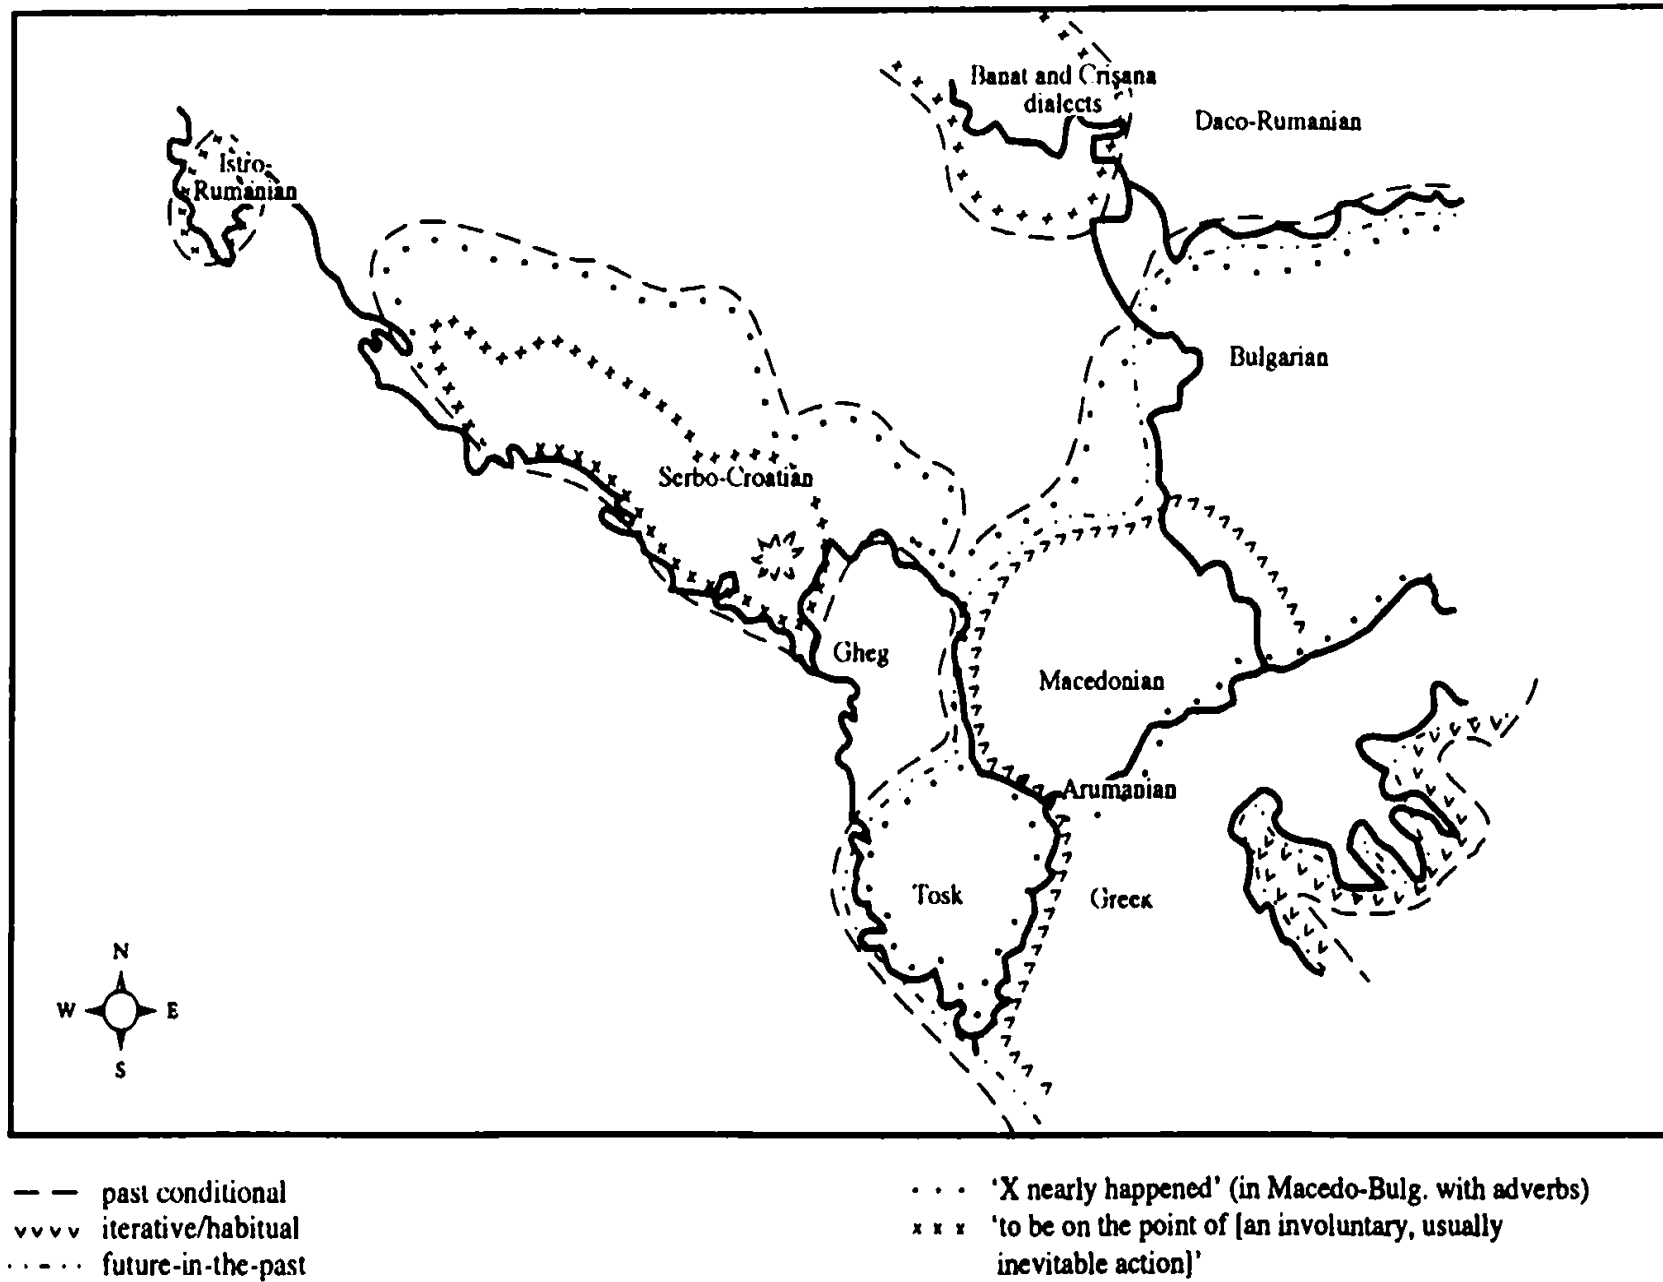 Banat and Crişana
dialects
Daco-Rumanian
Istro-
Rumanian
Bulgarian
Serbo-Croatian
Gheg
Macedonian
Arumanian
Tosk
Greek
N
W E
S
past conditional
iterative/habitual
future-in-the-past
‘X nearly happened’ (in Macedo-Bulg. with adverbs)
‘to be on the point of [an involuntary, usually
inevitable action]’